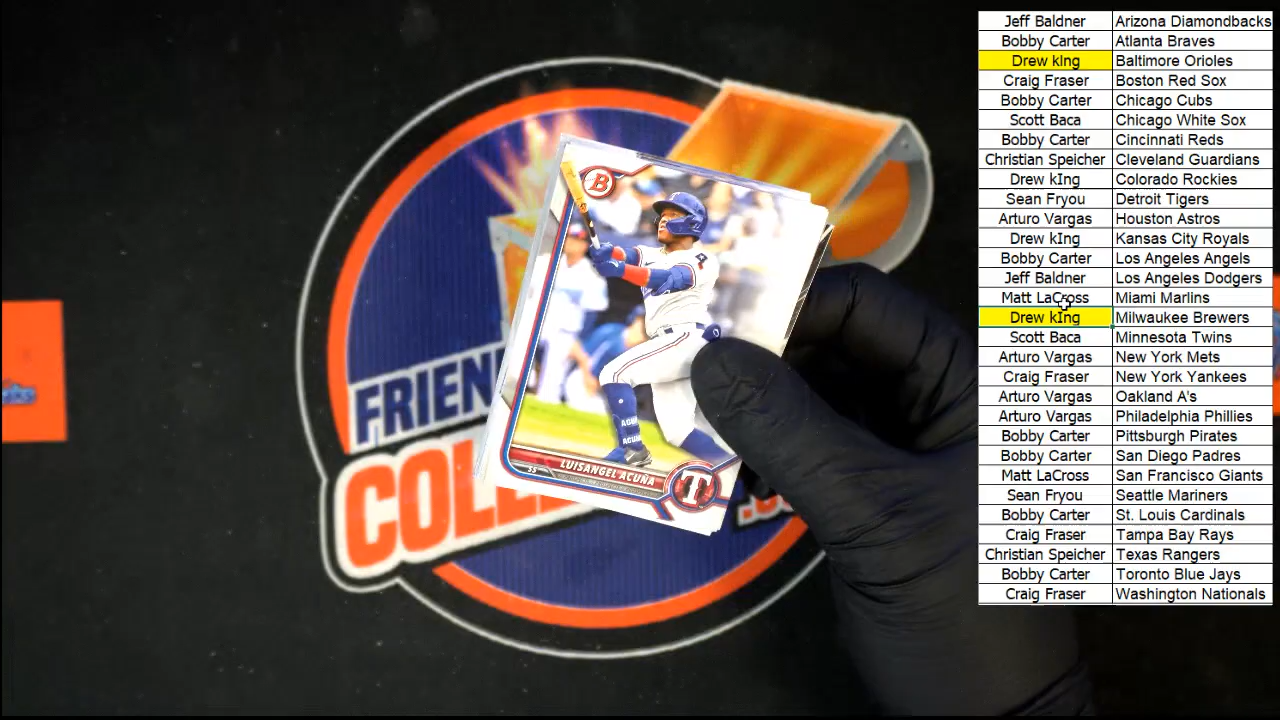 Jeff Baldner Arizona Diamondbacks
Bobby Carter Atlanta Braves
Drew kIng Baltimore Orioles
Craig Fraser Boston Red Sox
Bobby Carter Chicago Cubs
Scott Baca Chicago White Sox
Bobby Carter Cincinnati Reds
Christian Speicher Cleveland Guardians
Drew kIng Colorado Rockies
Sean Fryou Detroit Tigers
Arturo Vargas Houston Astros
Drew kIng Kansas City Royals
Bobby Carter Los Angeles Angels
Jeff Baldner Los Angeles Dodgers
Matt LaCross Miami Marlins
Drew kIng Milwaukee Brewers
Scott Baca Minnesota Twins
Arturo Vargas New York Mets
Craig Fraser New York Yankees
Arturo Vargas Oakland A's
Arturo Vargas Philadelphia Phillies
Bobby Carter Pittsburgh Pirates
Bobby Carter San Diego Padres
Matt LaCross San Francisco Giants
Sean Fryou Seattle Mariners
Bobby Carter St. Louis Cardinals
Craig Fraser Tampa Bay Rays
Christian Speicher Texas Rangers
Bobby Carter Toronto Blue Jays
Craig Fraser Washington Nationals
B
ACUÑA
SS LUISANGEL ACUÑA
T
FRIEN
COLLE